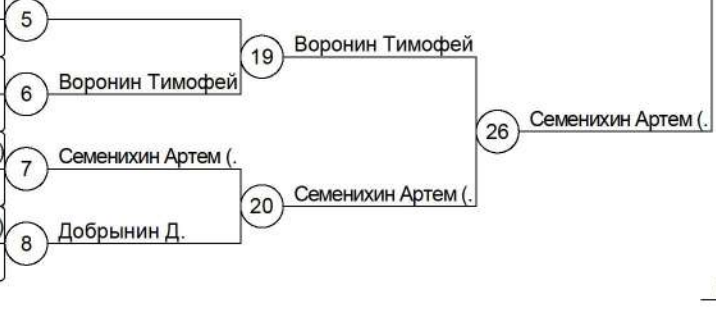 5
19
Воронин Тимофей
6
Воронин Тимофей
26
Семенихин Артем (.
7
Семенихин Артем (.
20
Семенихин Артем (.
8
Добрынин Д.